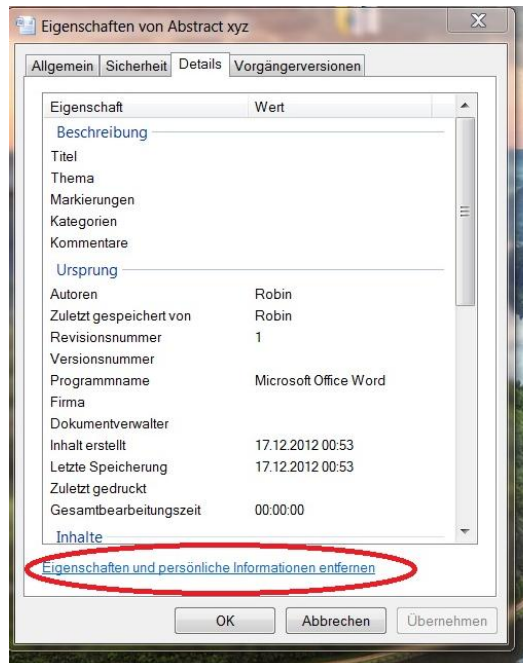 Eigenschaften von Abstract xyz
Allgemein Sicherheit Details Vorgängerversionen
Eigenschaft Wert
Beschreibung
Titel
Thema
Markierungen
Kategorien
Kommentare
Ursprung
Autoren Robin
Zuletzt gespeichert von Robin
Revisionsnummer 1
Versionsnummer
Programmname Microsoft Office Word
Firma
Dokumentverwalter
Inhalt erstellt 17.12.2012 00:53
Letzte Speicherung 17.12.2012 00:53
Zuletzt gedruckt
Gesamtbearbeitungszeit 00:00:00
Inhalte
Eigenschaften und persönliche Informationen entfernen
OK Abbrechen Übernehmen